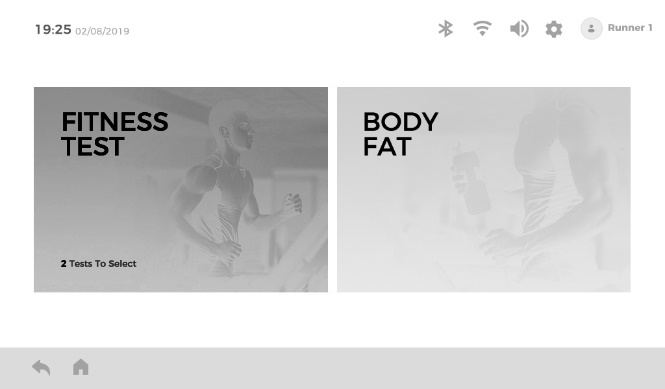 19:25 02/08/2019
Runner 1
FITNESS
TEST
2 Tests To Select
BODY
FAT